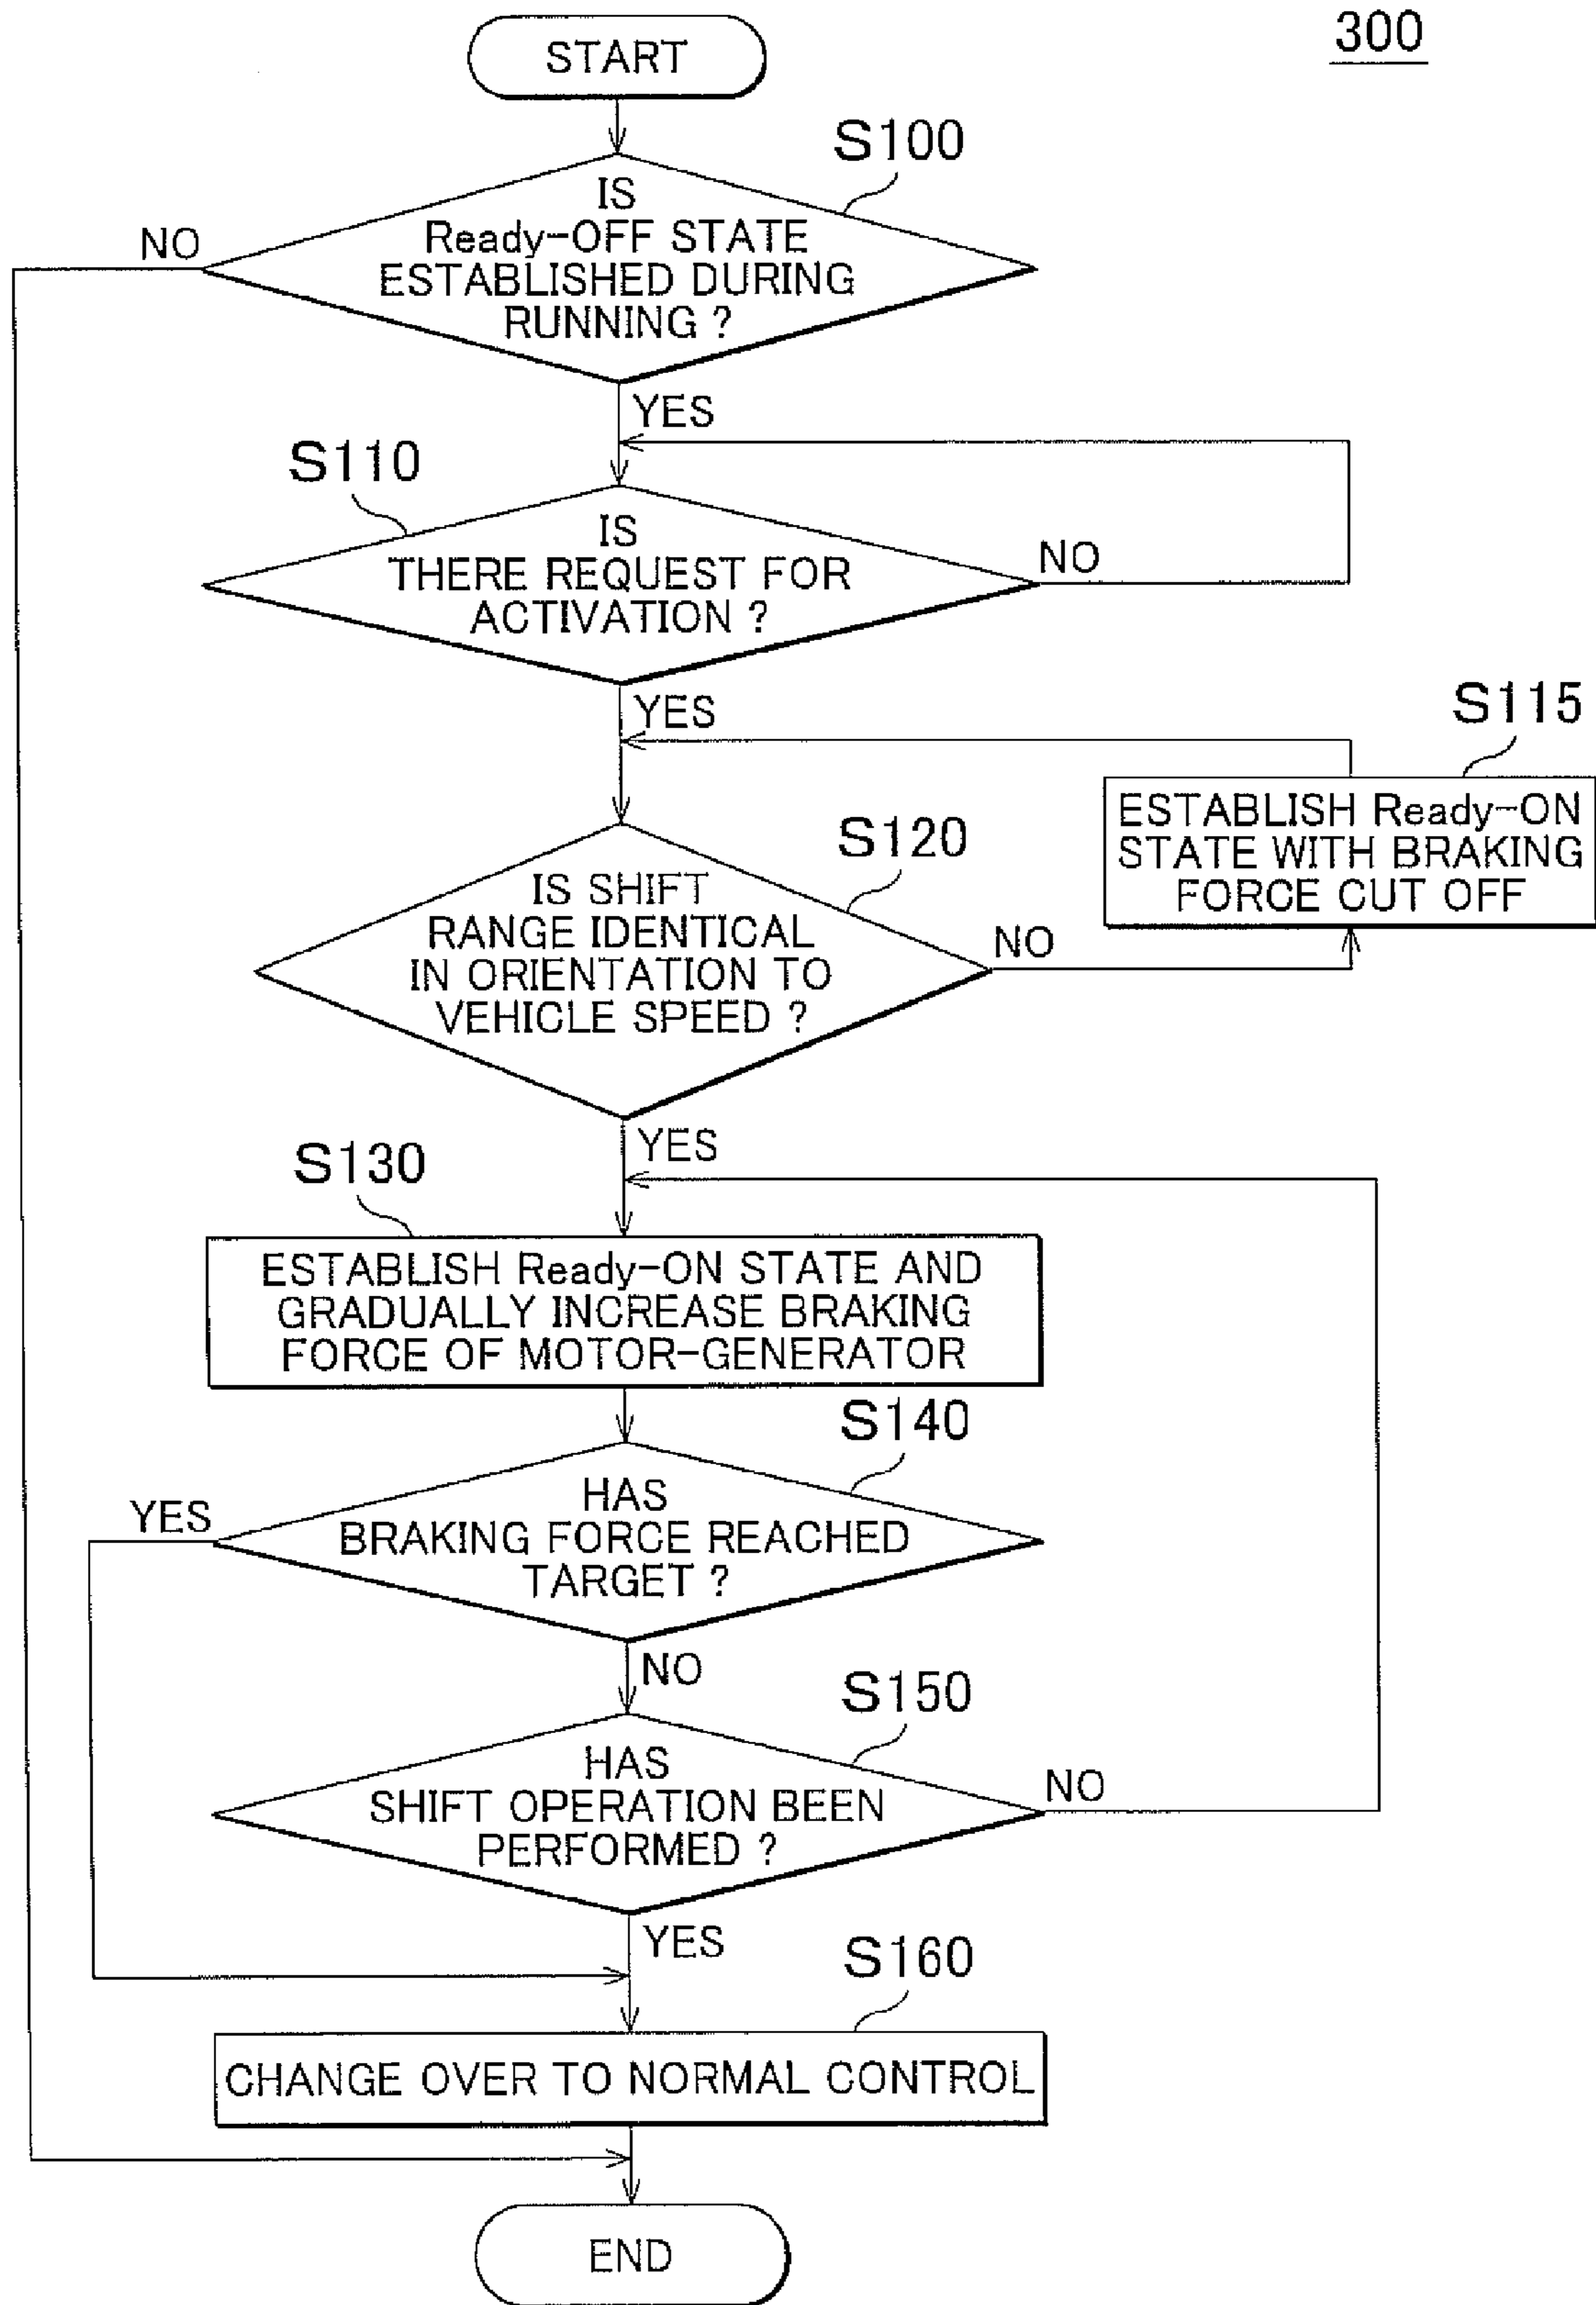 300
START
S100
IS
Ready-OFF STATE
ESTABLISHED DURING
RUNNING ?
NO
YES
S110
IS
THERE REQUEST FOR
ACTIVATION ?
NO
YES
S115
ESTABLISH Ready-ON
STATE WITH BRAKING
FORCE CUT OFF
S120
IS SHIFT
RANGE IDENTICAL
IN ORIENTATION TO
VEHICLE SPEED ?
NO
YES
S130
ESTABLISH Ready-ON STATE AND
GRADUALLY INCREASE BRAKING
FORCE OF MOTOR-GENERATOR
S140
HAS
BRAKING FORCE REACHED
TARGET ?
YES
NO
S150
HAS
SHIFT OPERATION BEEN
PERFORMED ?
NO
YES
S160
CHANGE OVER TO NORMAL CONTROL
END